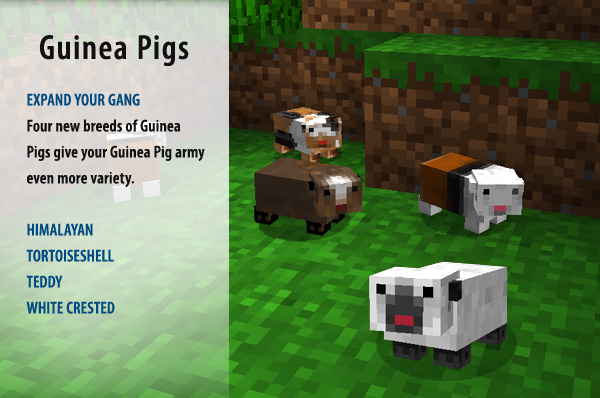 Guinea Pigs
EXPAND YOUR GANG
Four new breeds of Guinea
Pigs give your Guinea Pig army
even more variety.
HIMALAYAN
TORTOISESHELL
TEDDY
WHITE CRESTED